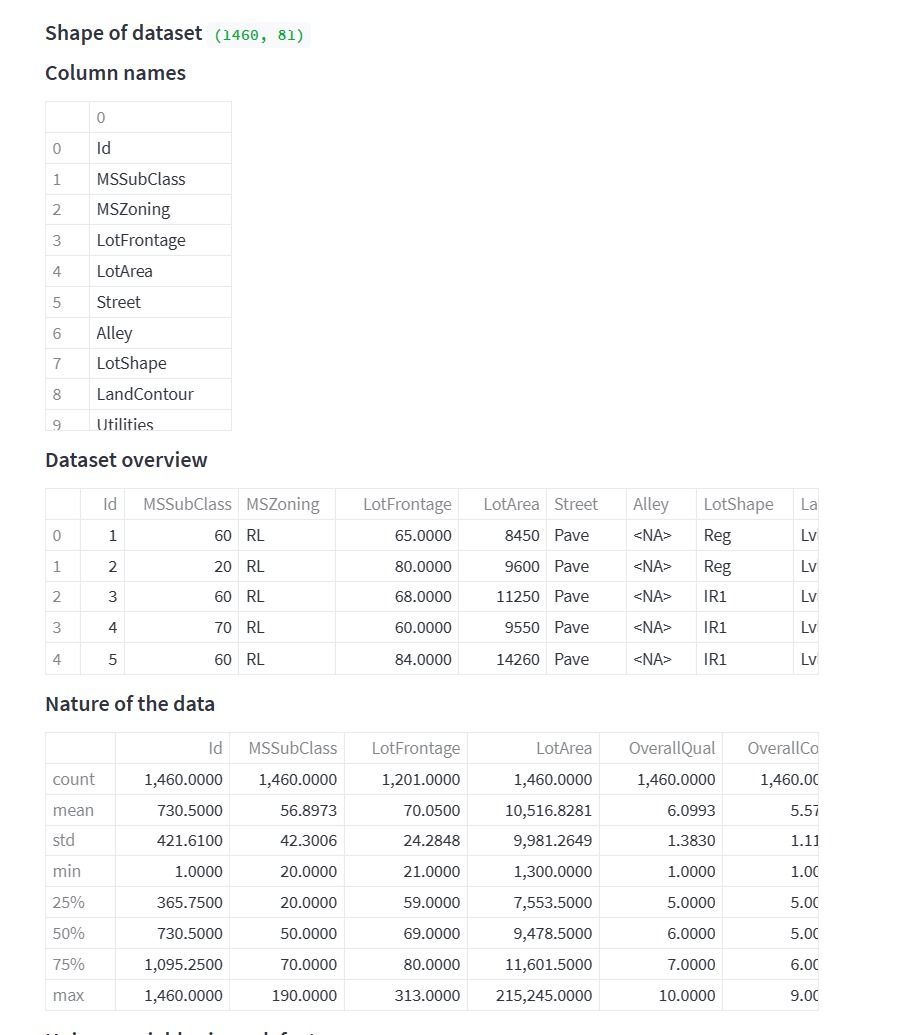 Shape of dataset (1460, 81)
Column names
0
0 Id
1 MSSubClass
2 MSZoning
3 LotFrontage
4 LotArea
5 Street
6 Alley
7 LotShape
8 LandContour
9 Utilities
Dataset overview
Id MSSubClass MSZoning LotFrontage LotArea Street Alley LotShape La
0 1 60 RL 65.0000 8450 Pave <NA> Reg Lv
1 2 20 RL 80.0000 9600 Pave <NA> Reg Lv
2 3 60 RL 68.0000 11250 Pave <NA> IR1 Lv
3 4 70 RL 60.0000 9550 Pave <NA> IR1 Lv
4 5 60 RL 84.0000 14260 Pave <NA> IR1 Lv
Nature of the data
Id MSSubClass LotFrontage LotArea OverallQual OverallCo
count 1,460.0000 1,460.0000 1,201.0000 1,460.0000 1,460.0000 1,460.00
mean 730.5000 56.8973 70.0500 10,516.8281 6.0993 5.57
std 421.6100 42.3006 24.2848 9,981.2649 1.3830 1.11
min 1.0000 20.0000 21.0000 1,300.0000 1.0000 1.00
25% 365.7500 20.0000 59.0000 7,553.5000 5.0000 5.00
50% 730.5000 50.0000 69.0000 9,478.5000 6.0000 5.00
75% 1,095.2500 70.0000 80.0000 11,601.5000 7.0000 6.00
max 1,460.0000 190.0000 313.0000 215,245.0000 10.0000 9.00